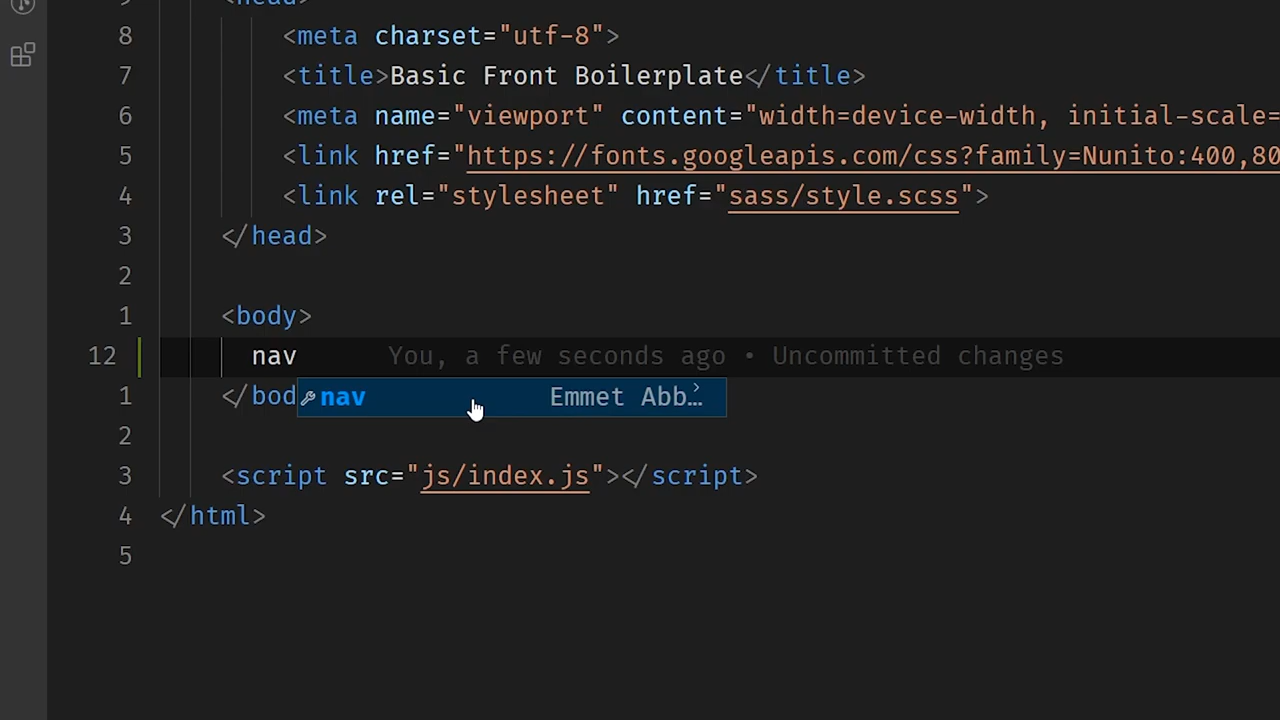 9 <head>
8 <meta charset="utf-8">
7 <title>Basic Front Boilerplate</title>
6 <meta name="viewport" content="width=device-width, initial-scale=
5 <link href="https://fonts.googleapis.com/css?family=Nunito:400,80
4 <link rel="stylesheet" href="sass/style.scss">
3 </head>
2
1 <body>
12 nav You, a few seconds ago • Uncommitted changes
1 </bod nav Emmet Abb…
2
3 <script src="js/index.js"></script>
4 </html>
5